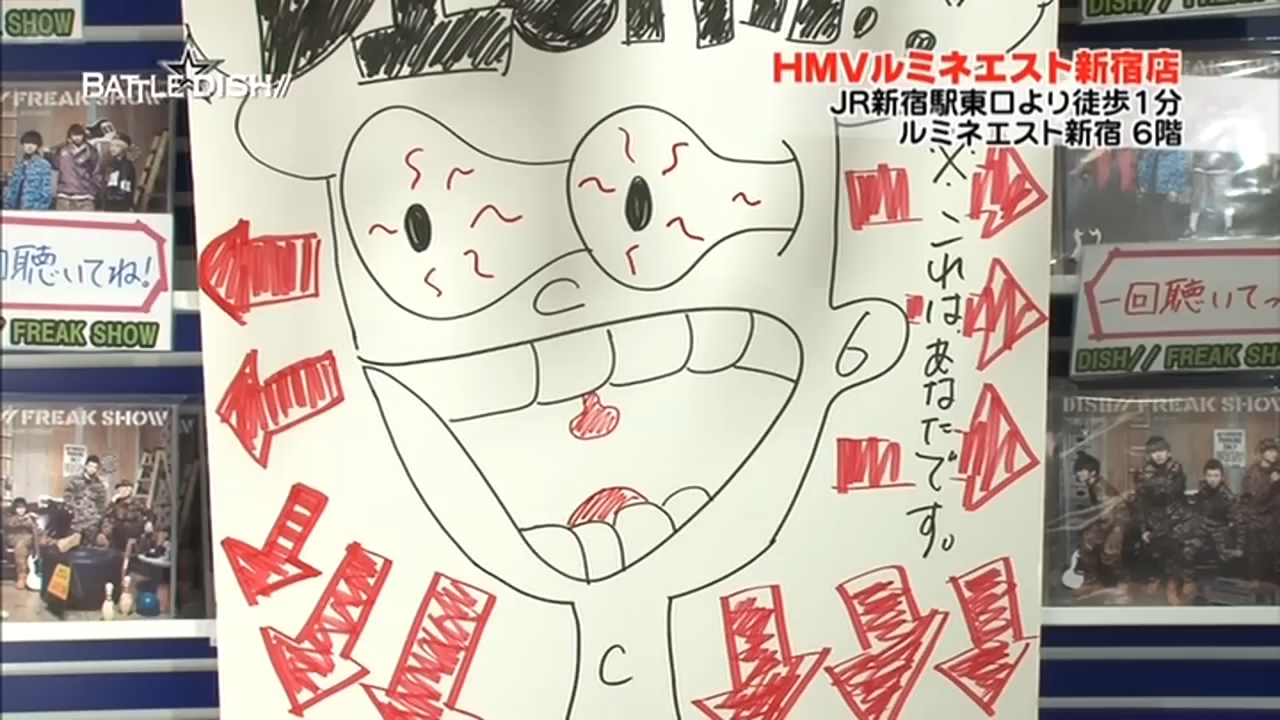 SHOW
DISH//
BATTLE DISH//
HMVルミネエスト新宿店
JR新宿駅東口より徒歩1分
ルミネエスト新宿 6階
FREAK SHOW
回聴いてね!
// FREAK SHOW
// FREAK SHOW
※これはあなたです。
一回聴いて
DISH// FREAK SH
DISH// FREAK SHOW